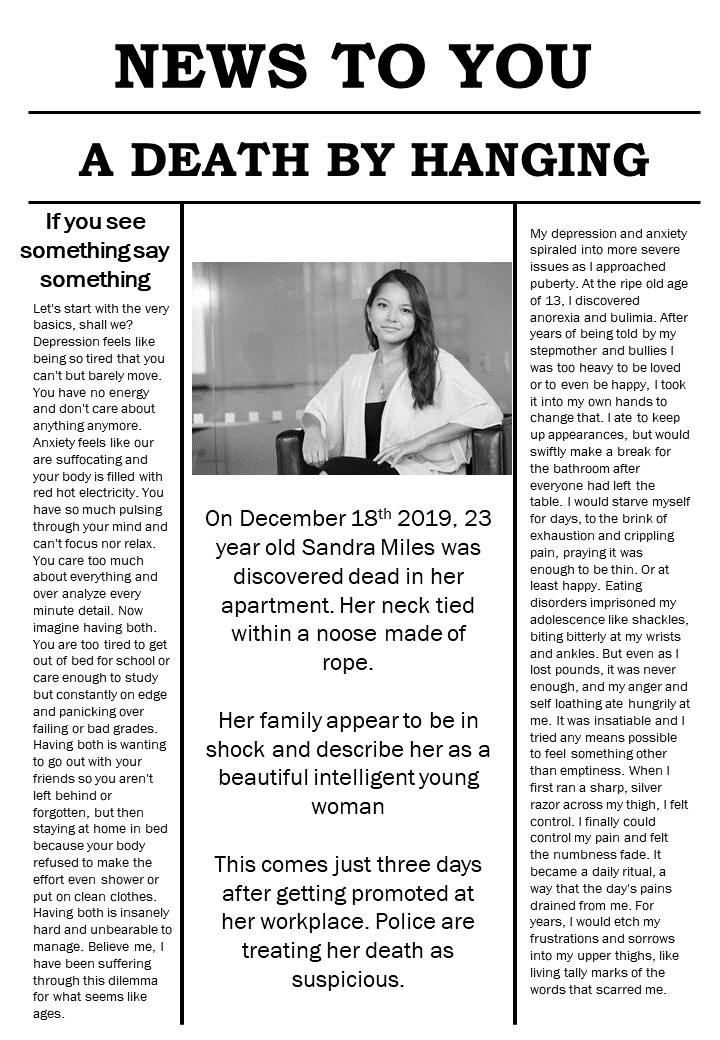 NEWS TO YOU
A DEATH BY HANGING
If you see
something say
something
Let's start with the very
basics, shall we?
Depression feels like
being so tired that you
can't but barely move.
You have no energy
and don't care about
anything anymore.
Anxiety feels like our
are suffocating and
your body is filled with
red hot electricity. You
have so much pulsing
through your mind and
can't focus nor relax.
You care too much
about everything and
over analyze every
minute detail. Now
imagine having both.
You are too tired to get
out of bed for school or
care enough to study
but constantly on edge
and panicking over
failing or bad grades.
Having both is wanting
to go out with your
friends so you aren't
left behind or
forgotten, but then
staying at home in bed
because your body
refused to make the
effort even shower or
put on clean clothes.
Having both is insanely
hard and unbearable to
manage. Believe me, I
have been suffering
through this dilemma
for what seems like
ages.
On December 18th 2019, 23
year old Sandra Miles was
discovered dead in her
apartment. Her neck tied
within a noose made of
rope.
Her family appear to be in
shock and describe her as a
beautiful intelligent young
woman
This comes just three days
after getting promoted at
her workplace. Police are
treating her death as
suspicious.
My depression and anxiety
spiraled into more severe
issues as I approached
puberty. At the ripe old age
of 13, I discovered
anorexia and bulimia. After
years of being told by my
stepmother and bullies I
was too heavy to be loved
or to even be happy, I took
it into my own hands to
change that. I ate to keep
up appearances, but would
swiftly make a break for
the bathroom after
everyone had left the
table. I would starve myself
for days, to the brink of
exhaustion and crippling
pain, praying it was
enough to be thin. Or at
least happy. Eating
disorders imprisoned my
adolescence like shackles,
biting bitterly at my wrists
and ankles. But even as I
lost pounds, it was never
enough, and my anger and
self loathing ate hungrily at
me. It was insatiable and I
tried any means possible
to feel something other
than emptiness. When I
first ran a sharp, silver
razor across my thigh, I felt
control. I finally could
control my pain and felt
the numbness fade. It
became a daily ritual, a
way that the day's pains
drained from me. For
years, I would etch my
frustrations and sorrows
into my upper thighs, like
living tally marks of the
words that scarred me.